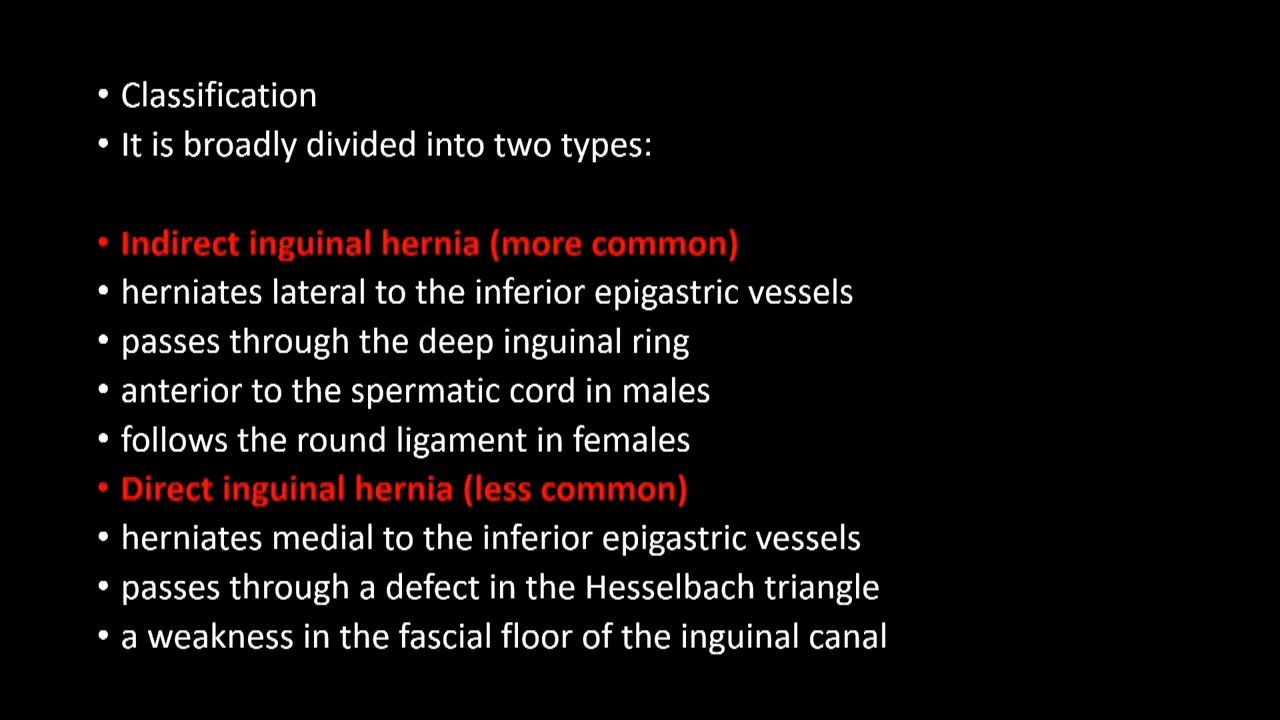 • Classification
• It is broadly divided into two types:
• Indirect inguinal hernia (more common)
• herniates lateral to the inferior epigastric vessels
• passes through the deep inguinal ring
• anterior to the spermatic cord in males
• follows the round ligament in females
• Direct inguinal hernia (less common)
• herniates medial to the inferior epigastric vessels
• passes through a defect in the Hesselbach triangle
• a weakness in the fascial floor of the inguinal canal